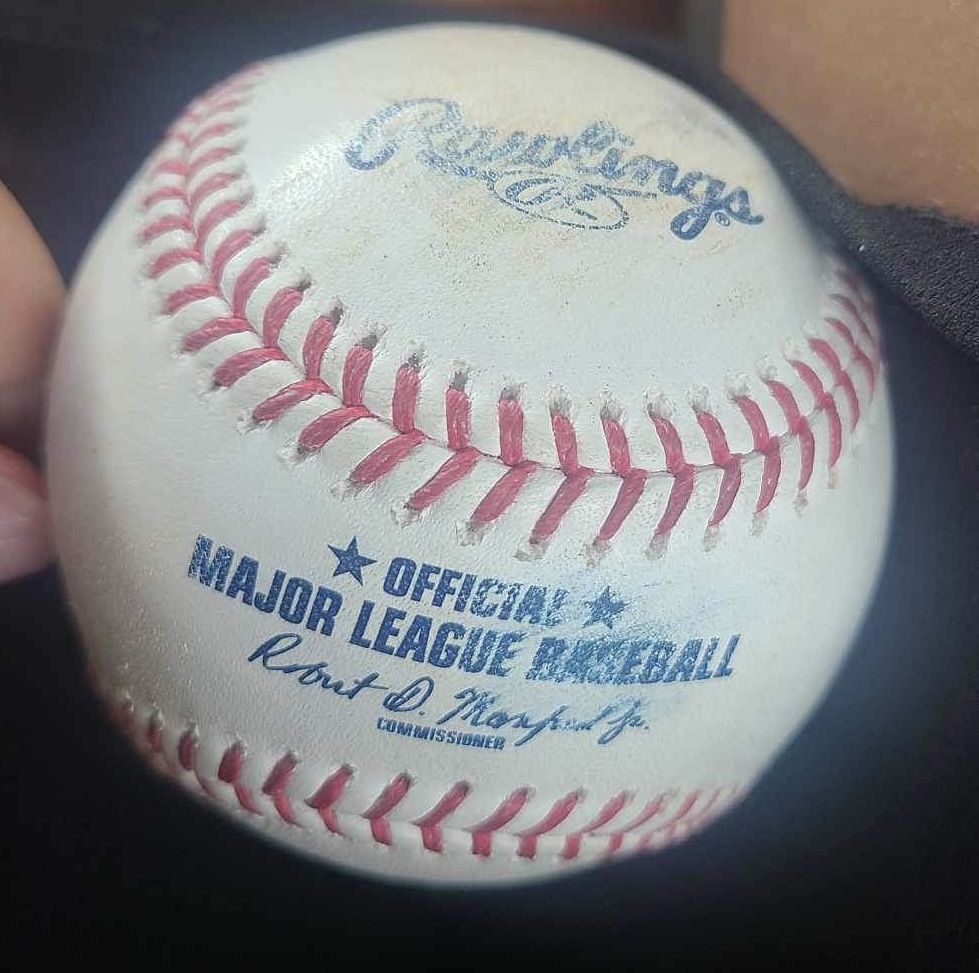 Rawlings
R
★ OFFICIAL ★
MAJOR LEAGUE BASEBALL
Robert D. Manfred Jr.
COMMISSIONER